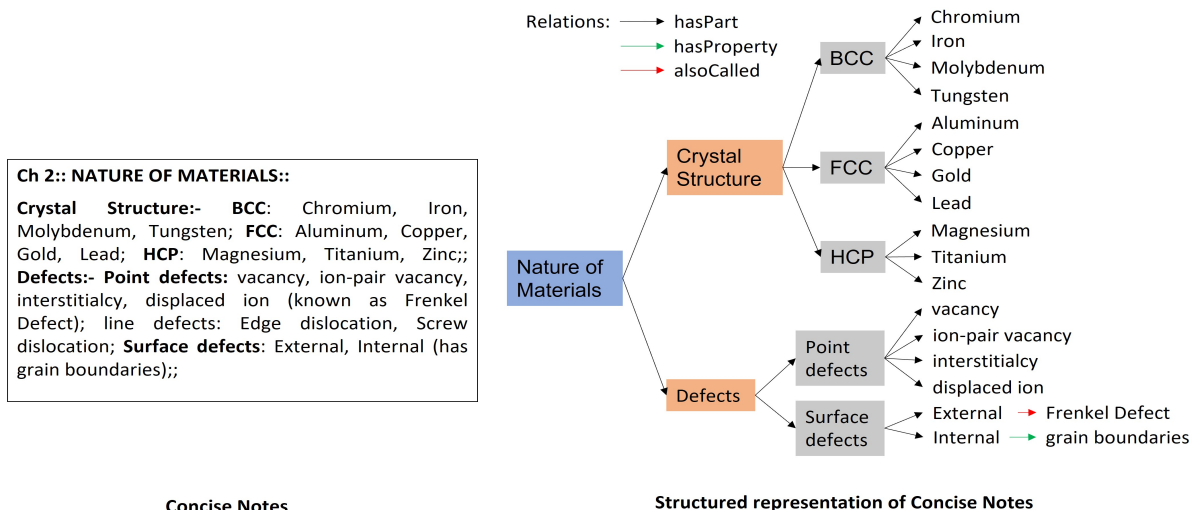 Ch 2:: NATURE OF MATERIALS::
Crystal Structure:- BCC: Chromium, Iron,
Molybdenum, Tungsten; FCC: Aluminum, Copper,
Gold, Lead; HCP: Magnesium, Titanium, Zinc;;
Defects:- Point defects: vacancy, ion-pair vacancy,
interstitialcy, displaced ion (known as Frenkel
Defect); line defects: Edge dislocation, Screw
dislocation; Surface defects: External, Internal (has
grain boundaries);;
Concise Notes
Relations:
hasPart
hasProperty
alsoCalled
Nature of
Materials
Crystal
Structure
BCC
Chromium
Iron
Molybdenum
Tungsten
FCC
Aluminum
Copper
Gold
Lead
HCP
Magnesium
Titanium
Zinc
Defects
Point
defects
vacancy
ion-pair vacancy
interstitialcy
displaced ion
Surface
defects
External
Frenkel Defect
Internal
grain boundaries
Structured representation of Concise Notes